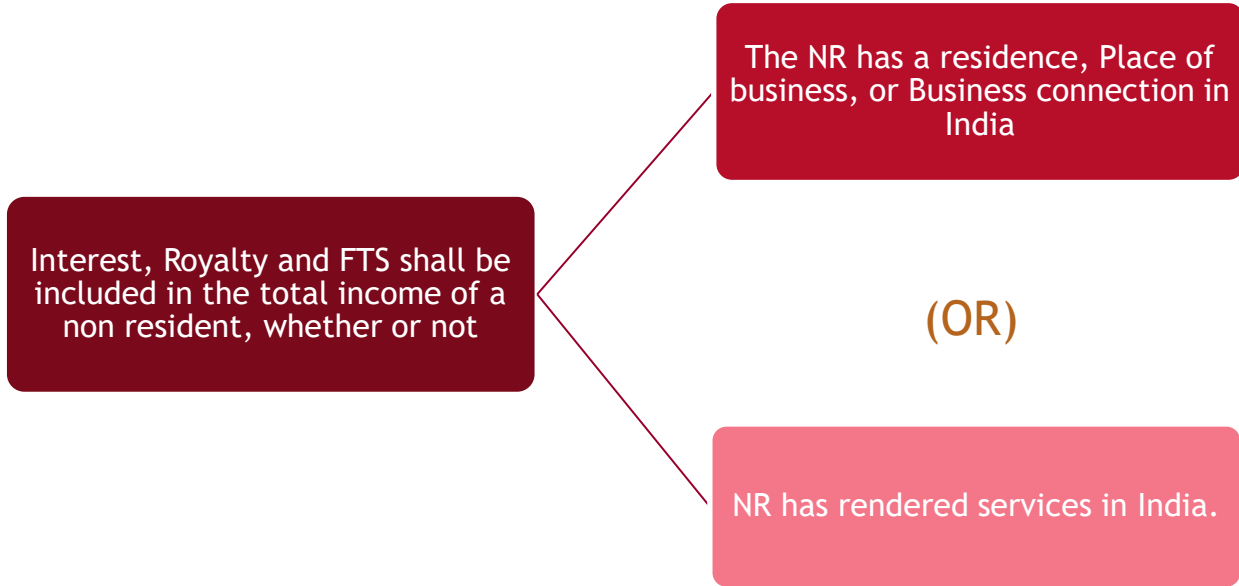 The NR has a residence, Place of
business, or Business connection in
India
Interest, Royalty and FTS shall be
included in the total income of a
non resident, whether or not
(OR)
NR has rendered services in India.